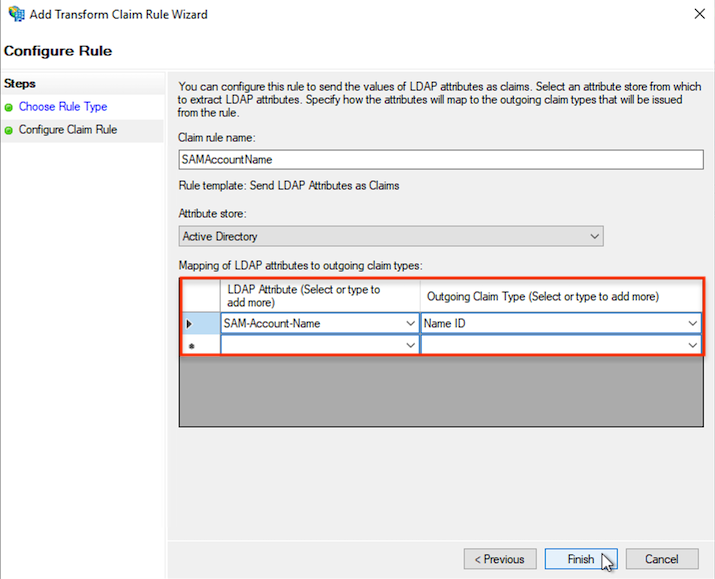 Add Transform Claim Rule Wizard
Configure Rule
Steps
Choose Rule Type
Configure Claim Rule
You can configure this rule to send the values of LDAP attributes as claims. Select an attribute store from which
to extract LDAP attributes. Specify how the attributes will map to the outgoing claim types that will be issued
from the rule.
Claim rule name:
SAMAccountName
Rule template: Send LDAP Attributes as Claims
Attribute store:
Active Directory
Mapping of LDAP attributes to outgoing claim types:
LDAP Attribute (Select or type to
add more)
Outgoing Claim Type (Select or type to add more)
SAM-Account-Name
Name ID
< Previous
Finish
Cancel